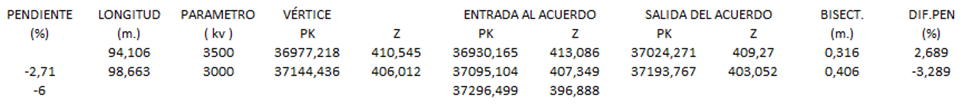 PENDIENTE LONGITUD PARAMETRO VÉRTICE ENTRADA AL ACUERDO SALIDA DEL ACUERDO BISECT. DIF.PEN
(%) (m.) ( kv ) PK Z PK Z PK Z (m.) (%)
94,106 3500 36977,218 410,545 36930,165 413,086 37024,271 409,27 0,316 2,689
-2,71 98,663 3000 37144,436 406,012 37095,104 407,349 37193,767 403,052 0,406 -3,289
-6 37296,499 396,888